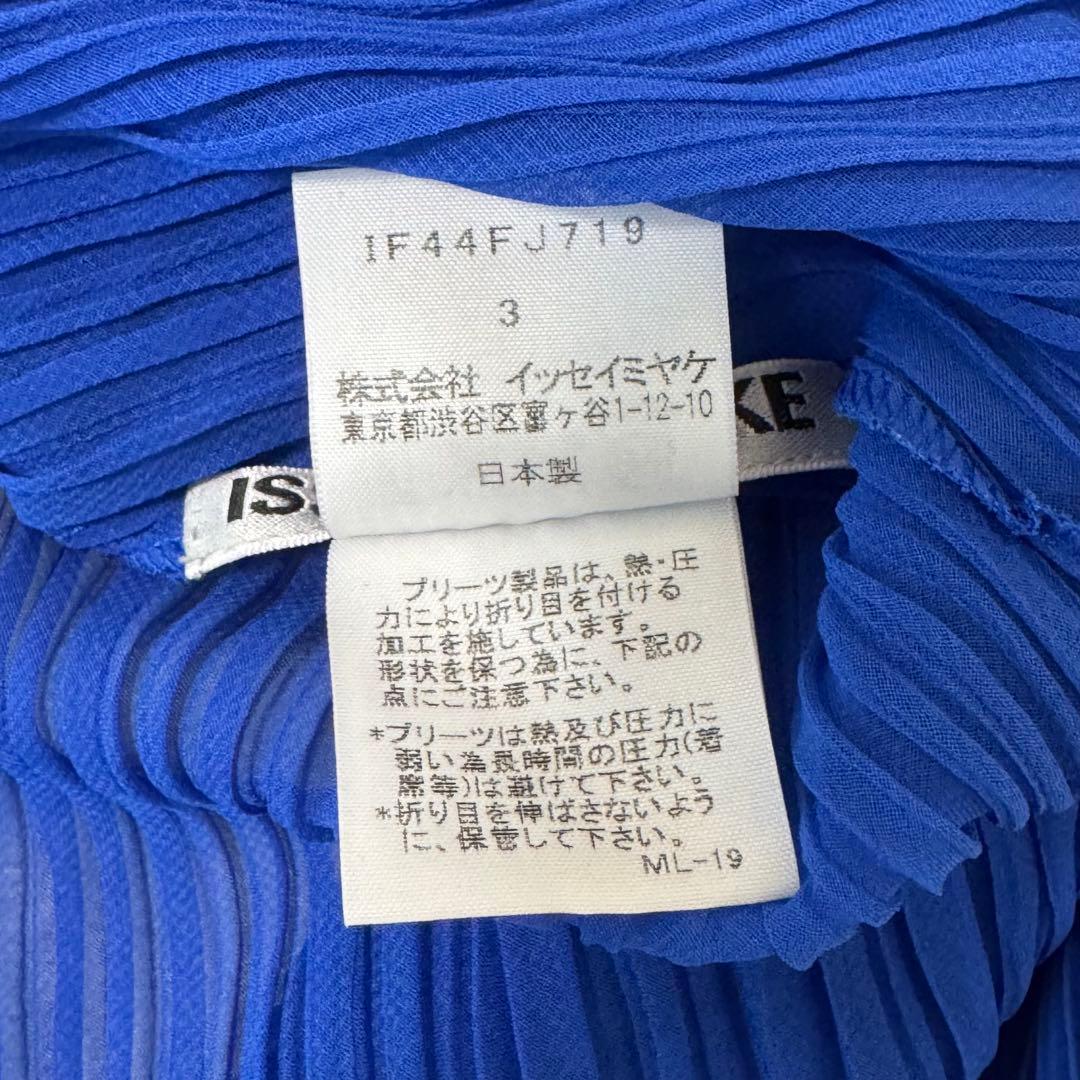 IF44FJ719
3
株式会社 イッセイミヤケ
東京都渋谷区富ヶ谷1-12-10
日本製
IS
KE
プリーツ製品は、熱・圧
力により折り目を付ける
加工を施しています。
形状を保つ為に、下記の
点にご注意下さい。
*プリーツは熱及び圧力に
弱い為長時間の圧力(着
席等)は避けて下さい。
*折り目を伸ばさないよう
に、保管して下さい。
ML-19